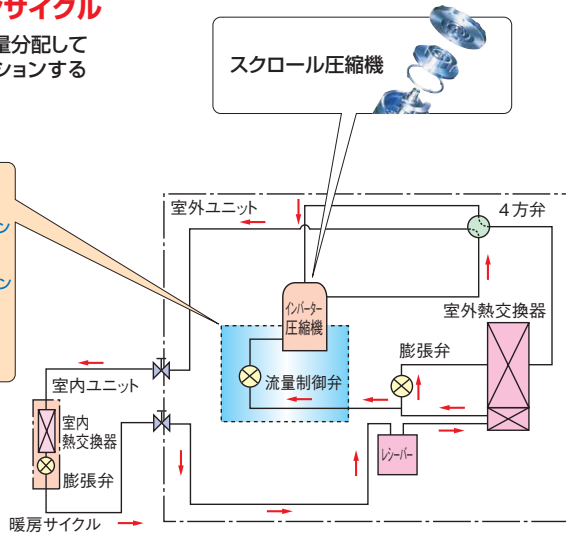 サイクル
量分配して
ションする
スクロール圧縮機
ン
ン
室外ユニット
4方弁
インバーター
圧縮機
室外熱交換器
膨張弁
流量制御弁
室内ユニット
室内
熱交換器
レシーバー
膨張弁
暖房サイクル